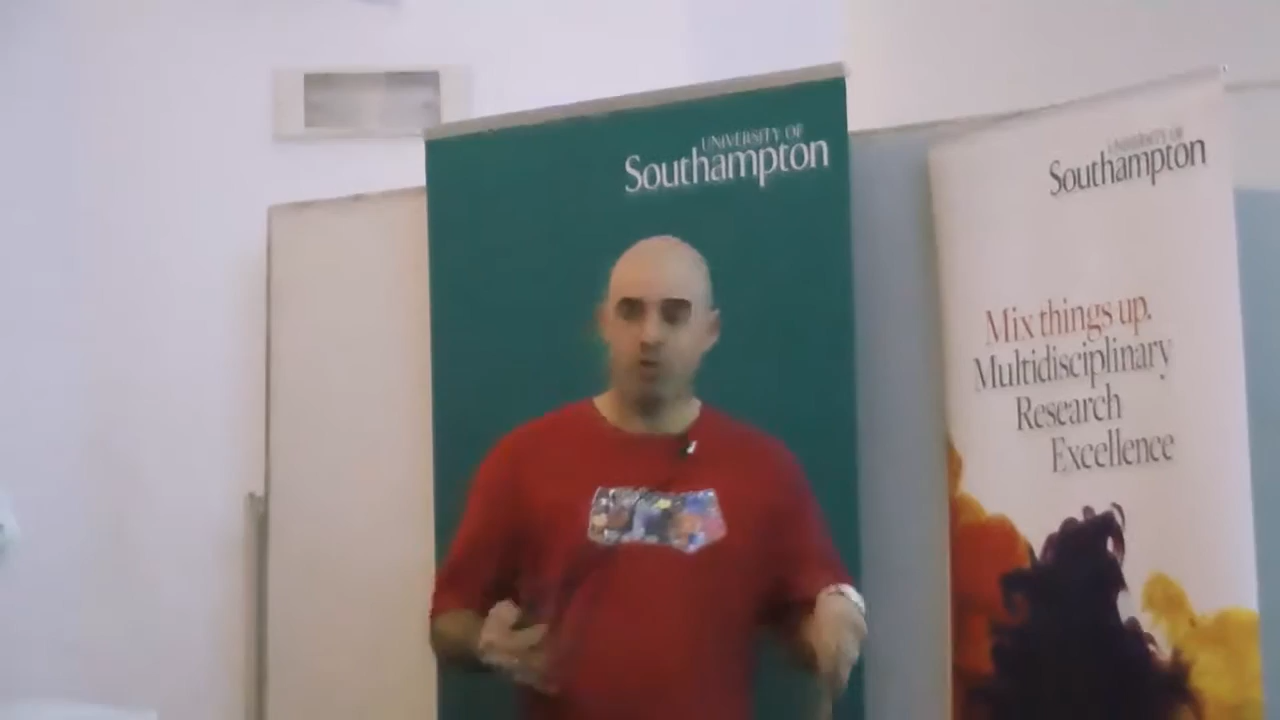 UNIVERSITY OF
Southampton
UNIVERSITY OF
Southampton
Mix things up.
Multidisciplinary
Research
Excellence